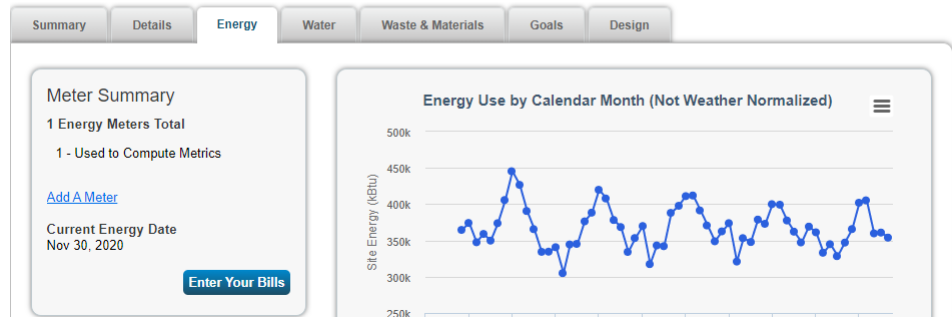 Summary
Details
Energy
Water
Waste & Materials
Goals
Design
Meter Summary
1 Energy Meters Total
1 - Used to Compute Metrics
Add A Meter
Current Energy Date
Nov 30, 2020
Enter Your Bills
Energy Use by Calendar Month (Not Weather Normalized)
Site Energy (kBtu)
500k
450k
400k
350k
300k
250k